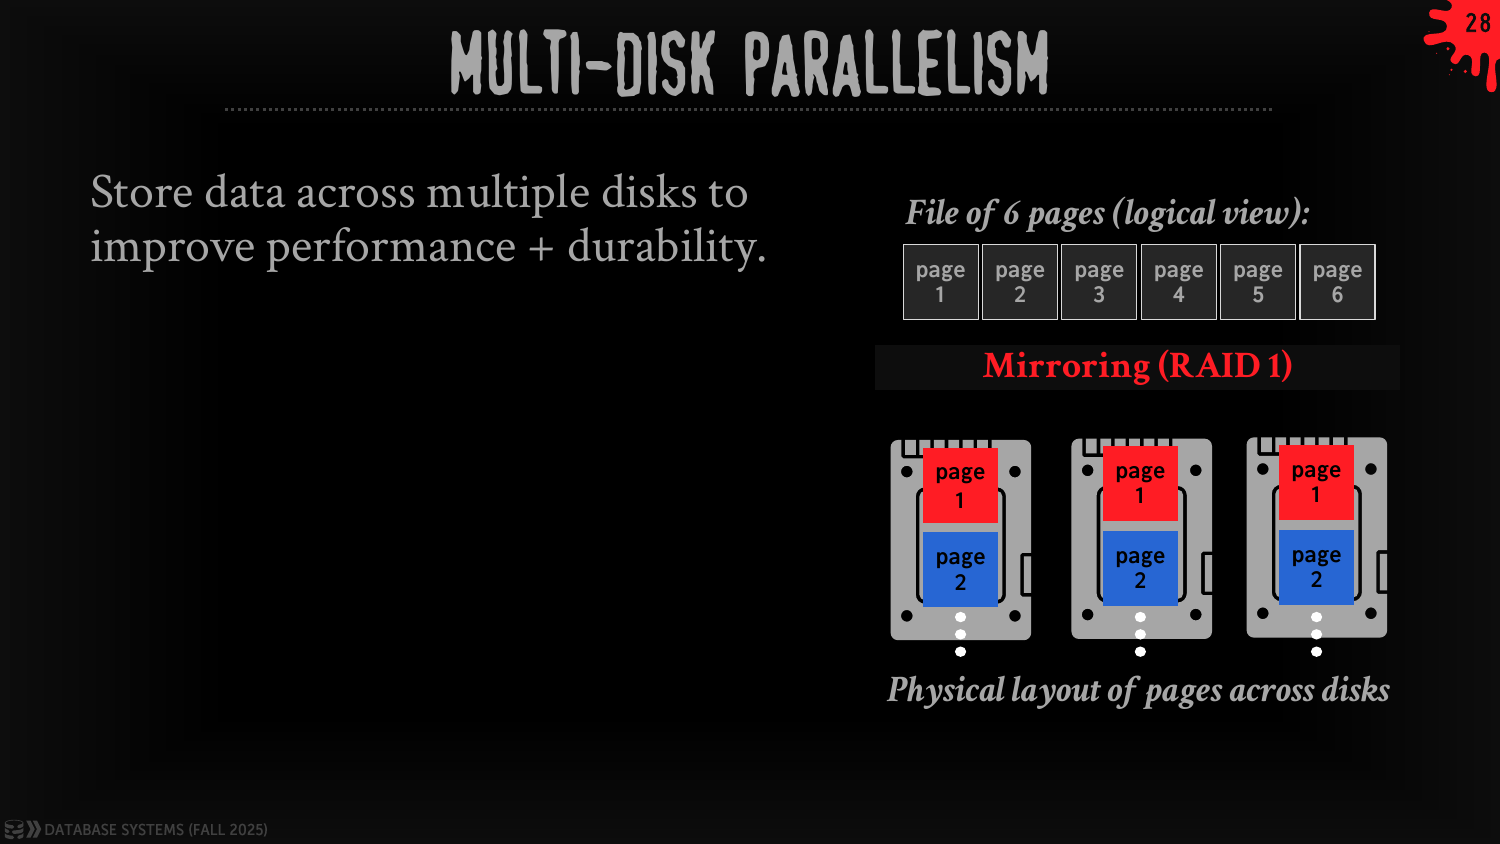 28
MULTI-DISK PARALLELISM
Store data across multiple disks to
improve performance + durability.
File of 6 pages (logical view):
page page page page page page
1 2 3 4 5 6
Mirroring (RAID 1)
page page page
1 1 1
page page page
2 2 2
Physical layout of pages across disks
DATABASE SYSTEMS (FALL 2025)